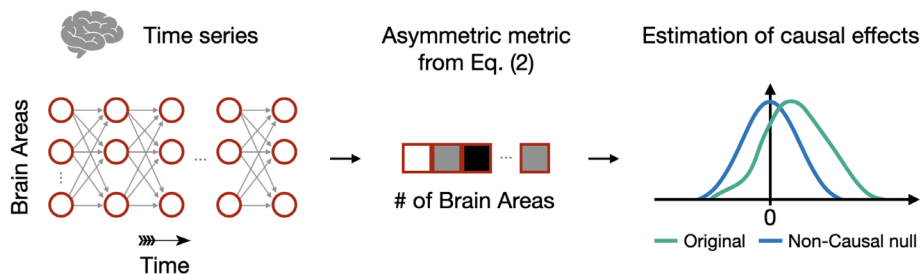 Time series
Asymmetric metric
from Eq. (2)
Estimation of causal effects
Brain Areas
...
...
...
# of Brain Areas
0
Time
Original
Non-Causal null